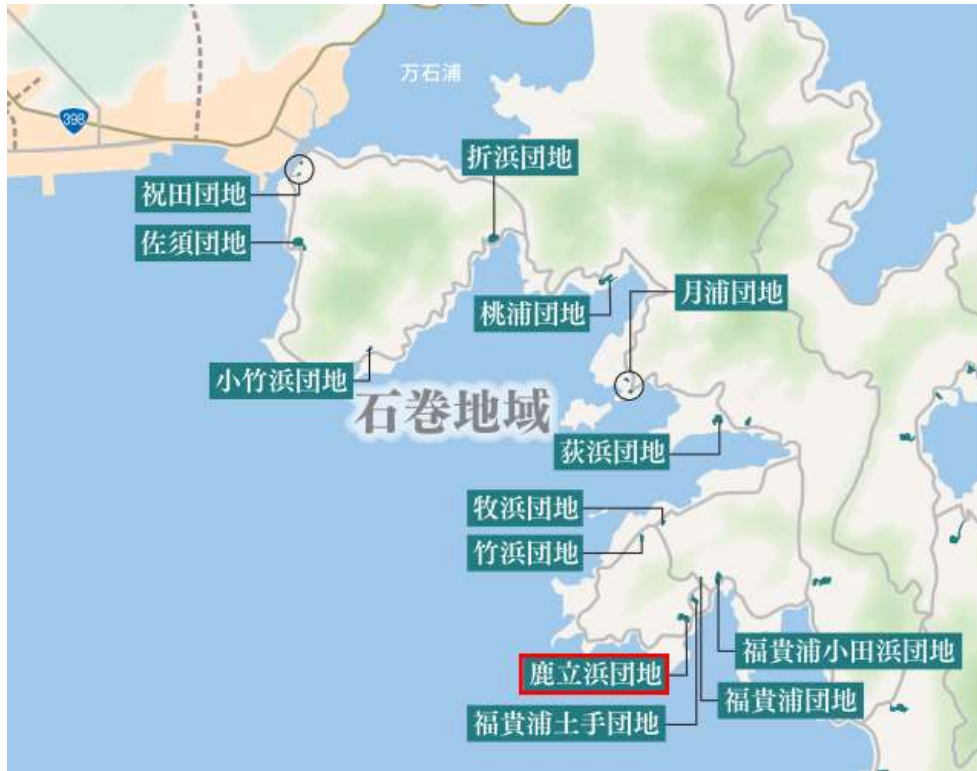 万石浦
398
折浜団地
祝田団地
佐須団地
月浦団地
桃浦団地
小竹浜団地
石巻地域
荻浜団地
牧浜団地
竹浜団地
福貴浦小田浜団地
鹿立浜団地
福貴浦団地
福貴浦土手団地